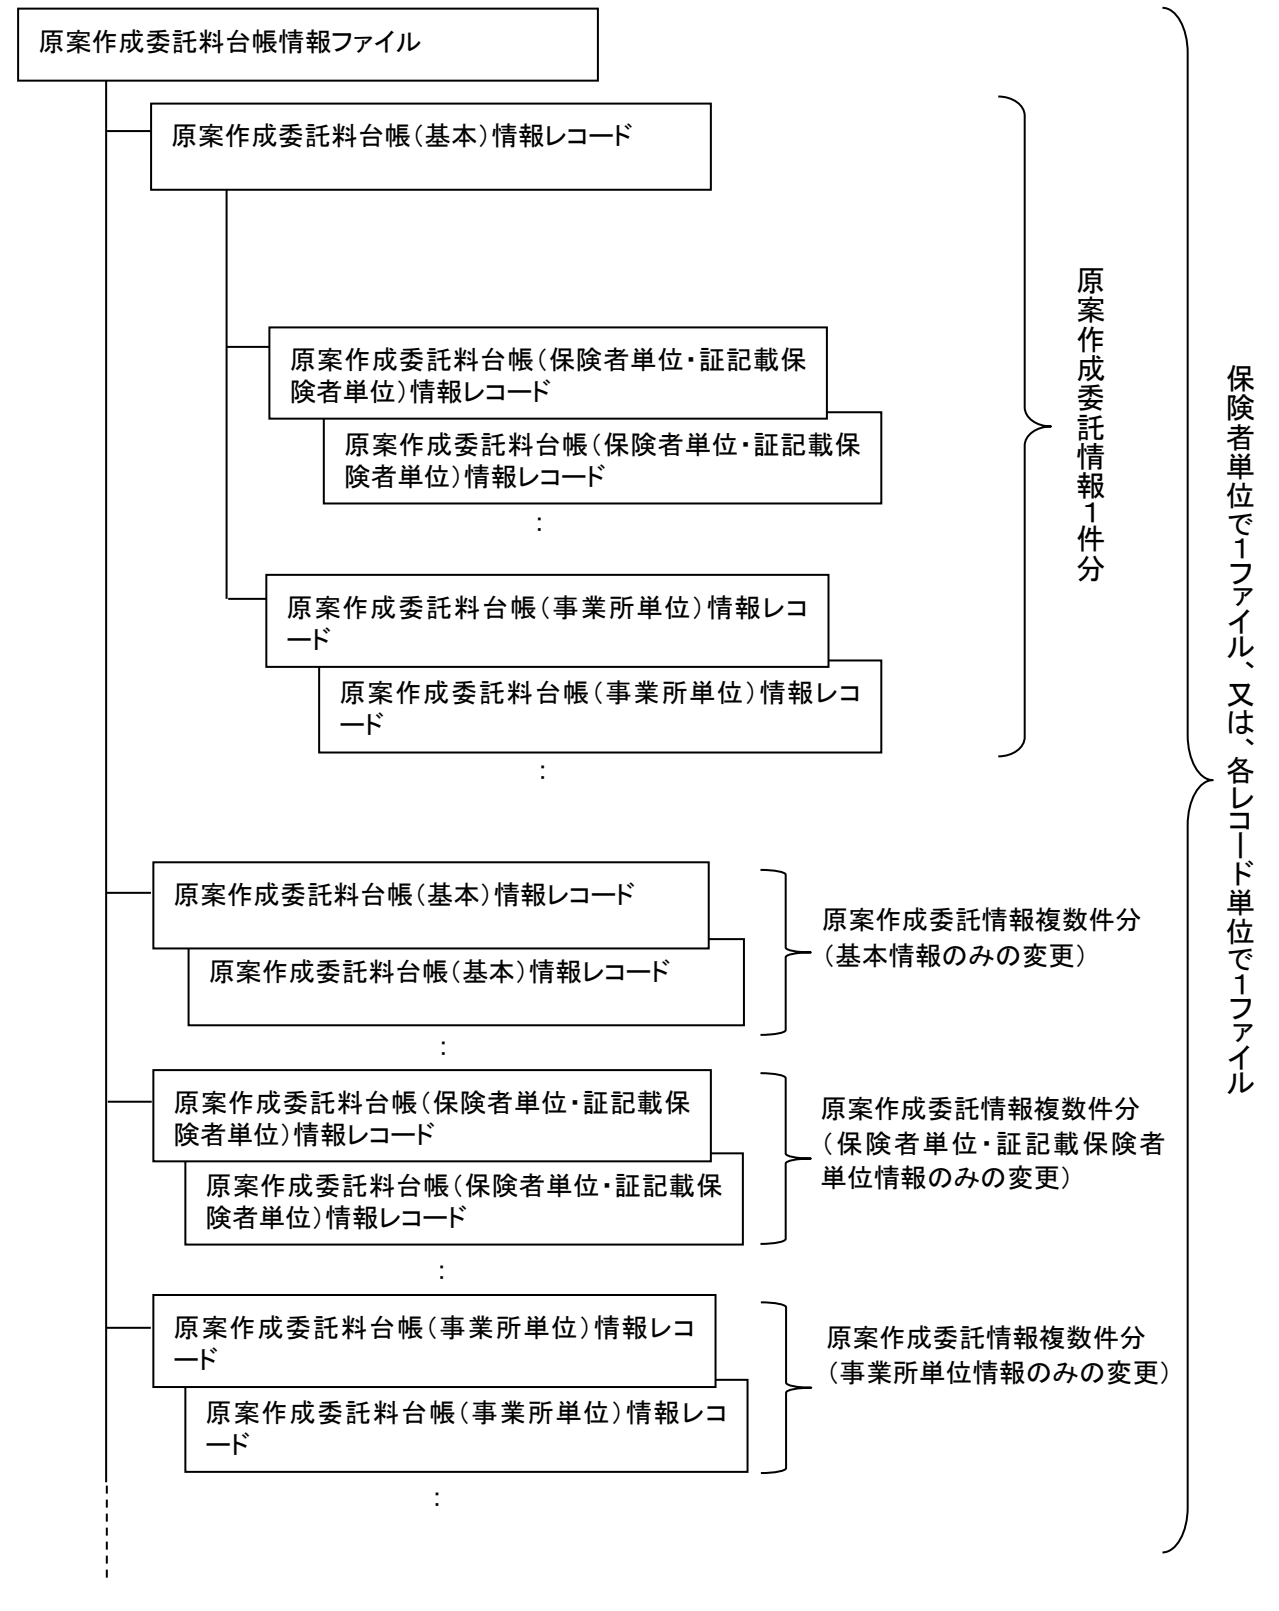 原案作成委託料台帳情報ファイル
原案作成委託料台帳（基本）情報レコード
原案作成委託料台帳（保険者単位・証記載保
険者単位）情報レコード
原案作成委託料台帳（保険者単位・証記載保
険者単位）情報レコード
：
原案作成委託料台帳（事業所単位）情報レコ
ード
原案作成委託料台帳（事業所単位）情報レコ
ード
：
原案作成委託情報１件分
原案作成委託料台帳（基本）情報レコード
原案作成委託料台帳（基本）情報レコード
：
原案作成委託情報複数件分
（基本情報のみの変更）
原案作成委託料台帳（保険者単位・証記載保
険者単位）情報レコード
原案作成委託料台帳（保険者単位・証記載保
険者単位）情報レコード
：
原案作成委託情報複数件分
（保険者単位・証記載保険者
単位情報のみの変更）
原案作成委託料台帳（事業所単位）情報レコ
ード
原案作成委託料台帳（事業所単位）情報レコ
ード
：
原案作成委託情報複数件分
（事業所単位情報のみの変更）
保険者単位で１ファイル、又は、各レコード単位で１ファイル